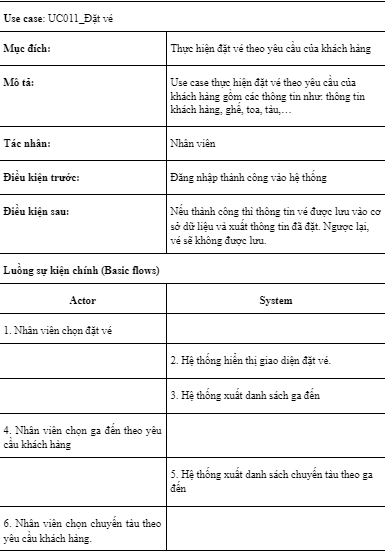 Use case: UC011_Đặt vé
Mục đích:
Thực hiện đặt vé theo yêu cầu của khách hàng
Mô tả:
Use case thực hiện đặt vé theo yêu cầu của
khách hàng gồm các thông tin như: thông tin
khách hàng, ghế, toa, tàu,…
Tác nhân:
Nhân viên
Điều kiện trước:
Đăng nhập thành công vào hệ thống
Điều kiện sau:
Nếu thành công thì thông tin vé được lưu vào cơ
sở dữ liệu và xuất thông tin đã đặt. Ngược lại,
vé sẽ không được lưu.
Luồng sự kiện chính (Basic flows)
Actor
System
1. Nhân viên chọn đặt vé
2. Hệ thống hiển thị giao diện đặt vé.
3. Hệ thống xuất danh sách ga đến
4. Nhân viên chọn ga đến theo yêu
cầu khách hàng
5. Hệ thống xuất danh sách chuyến tàu theo ga
đến
6. Nhân viên chọn chuyến tàu theo
yêu cầu khách hàng.